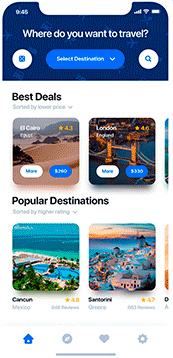 9:45
Where do you want to travel?
Select Destination
Best Deals
Sorted by lower price
El Cairo ★ 4.3
Egypt
London ★ 4.6
England
More $260
More $330
Popular Destinations
Sorted by higher rating
Cancun ★ 4.8
Mexico 648 Reviews
Santorini ★ 4.7
Greece 683 Reviews